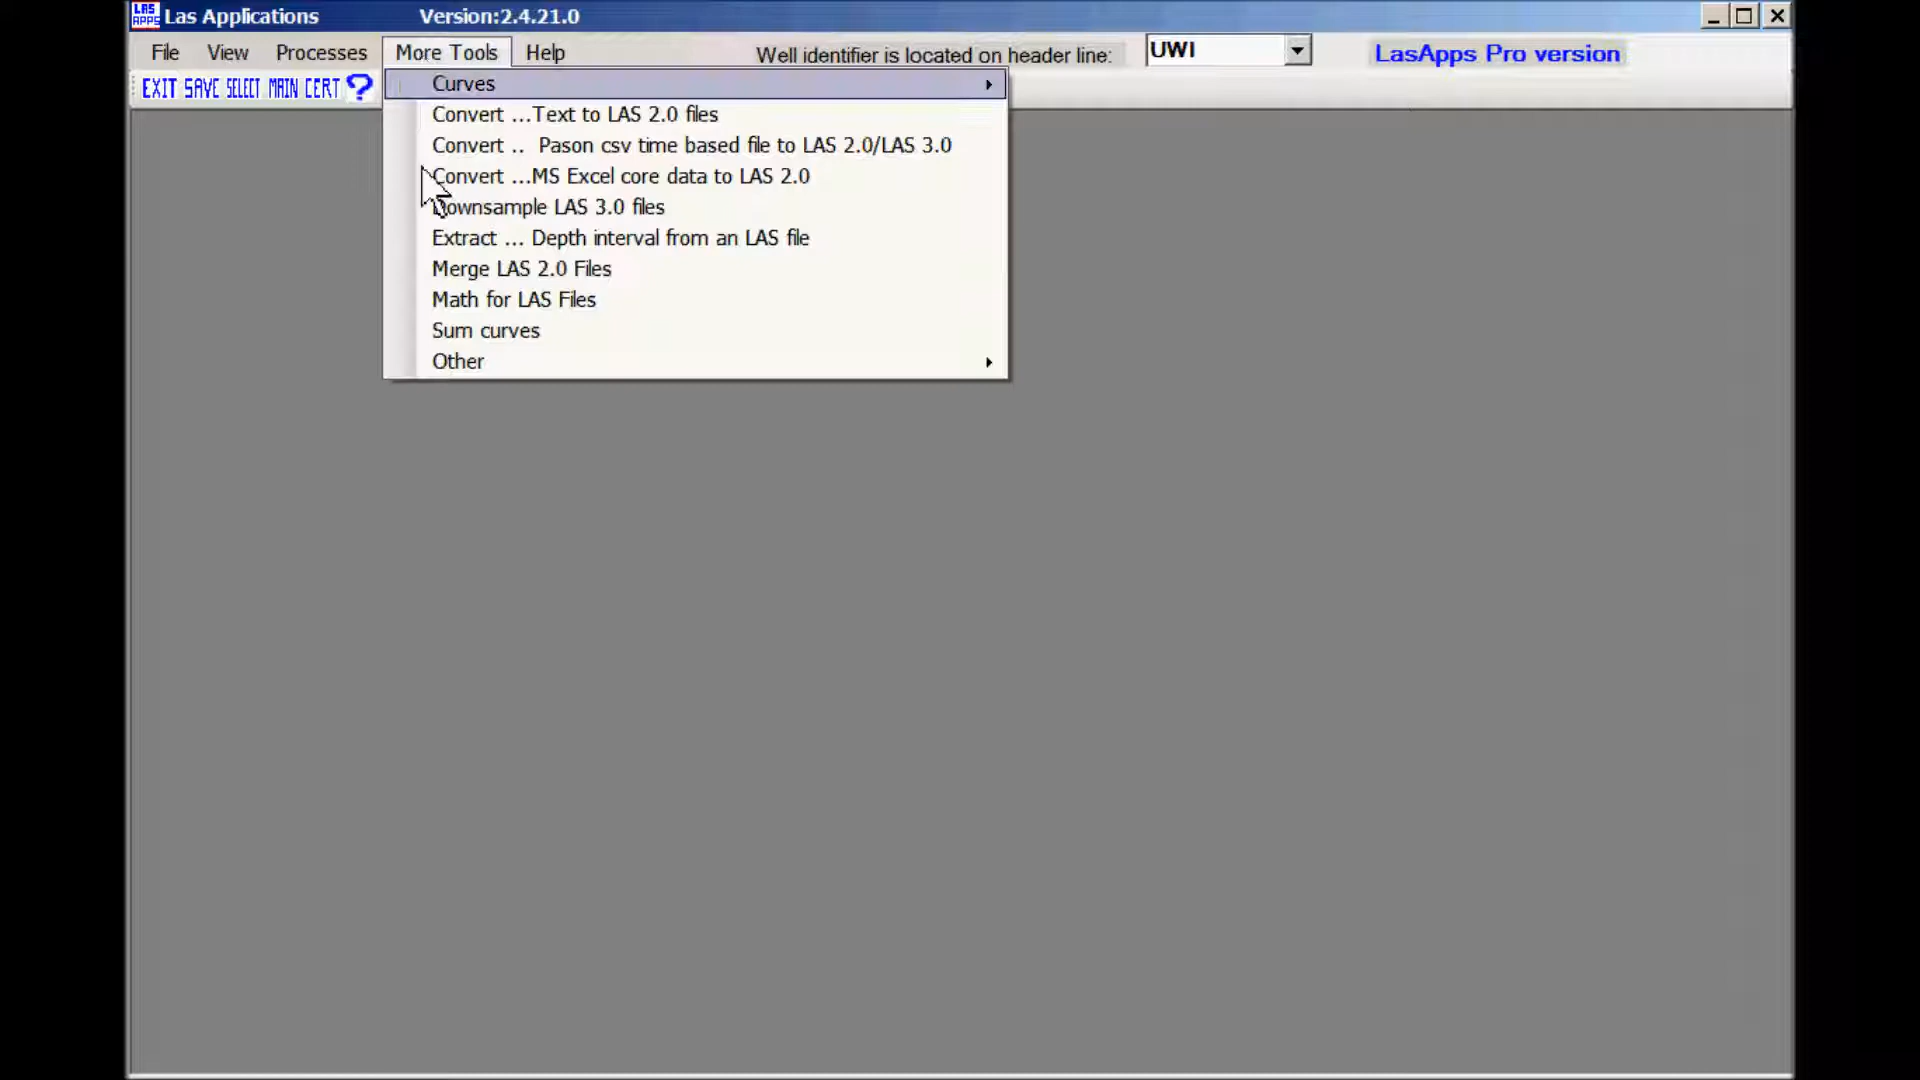 LAS
APPS
Las Applications Version:2.4.21.0
File View Processes More Tools Help Well identifier is located on header line: UWI LasApps Pro version
EXIT SAVE SELECT MAIN CERT ?
Curves
Convert ...Text to LAS 2.0 files
Convert .. Pason csv time based file to LAS 2.0/LAS 3.0
Convert ...MS Excel core data to LAS 2.0
Downsample LAS 3.0 files
Extract ... Depth interval from an LAS file
Merge LAS 2.0 Files
Math for LAS Files
Sum curves
Other